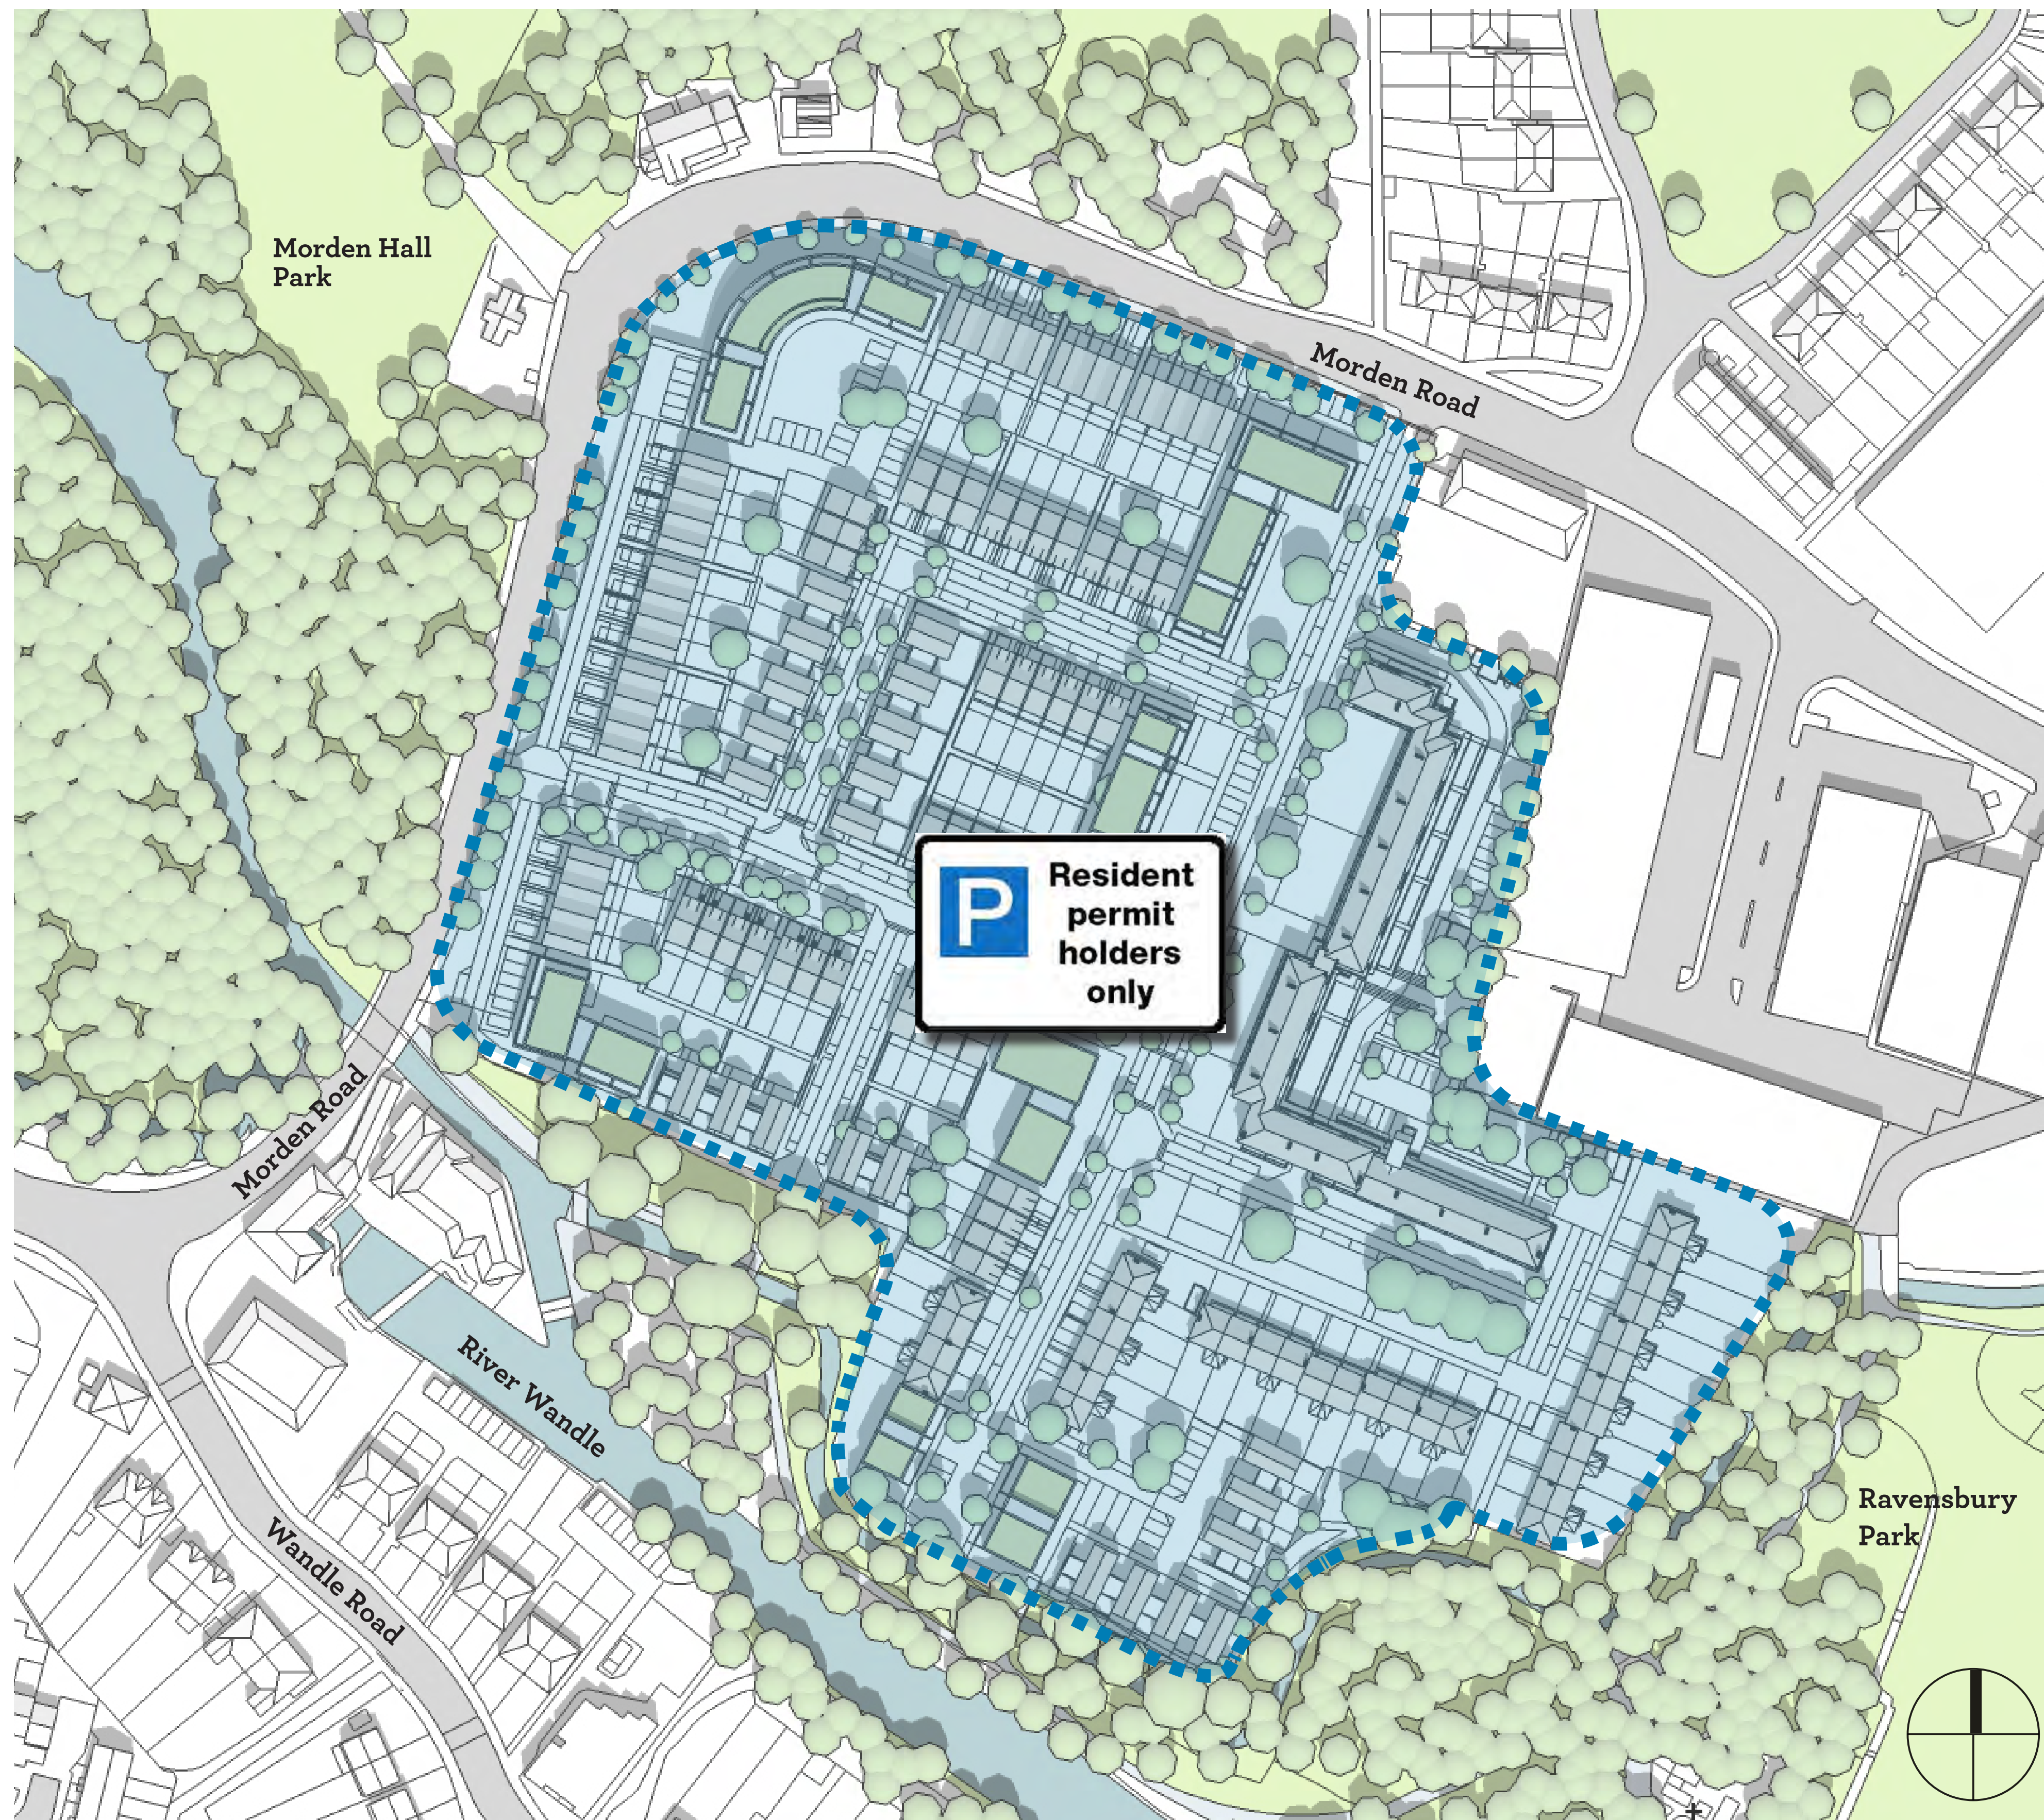 Morden Hall
Park
Morden Road
P
Resident
permit
holders
only
Morden Road
River Wandle
Wandle Road
Ravensbury
Park